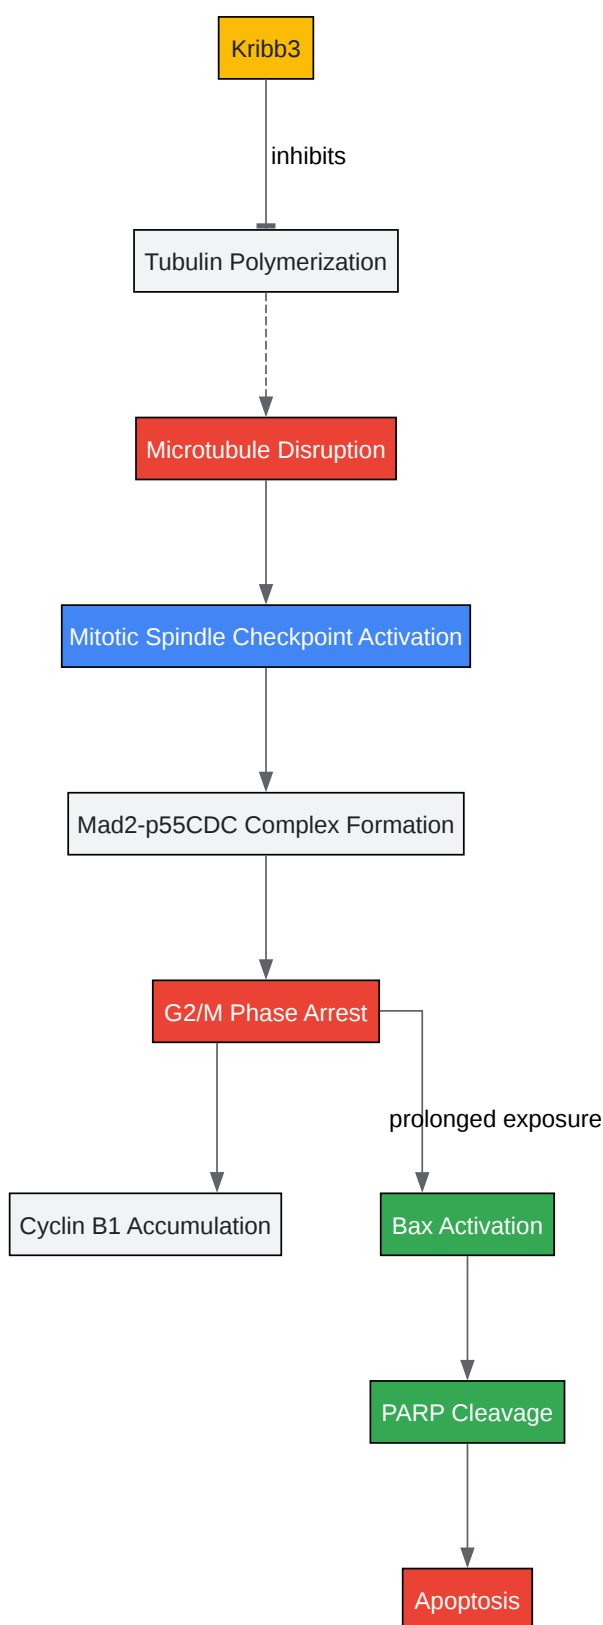 Kribb3
inhibits
Tubulin Polymerization
Microtubule Disruption
Mitotic Spindle Checkpoint Activation
Mad2-p55CDC Complex Formation
G2/M Phase Arrest
prolonged exposure
Cyclin B1 Accumulation
Bax Activation
PARP Cleavage
Apoptosis